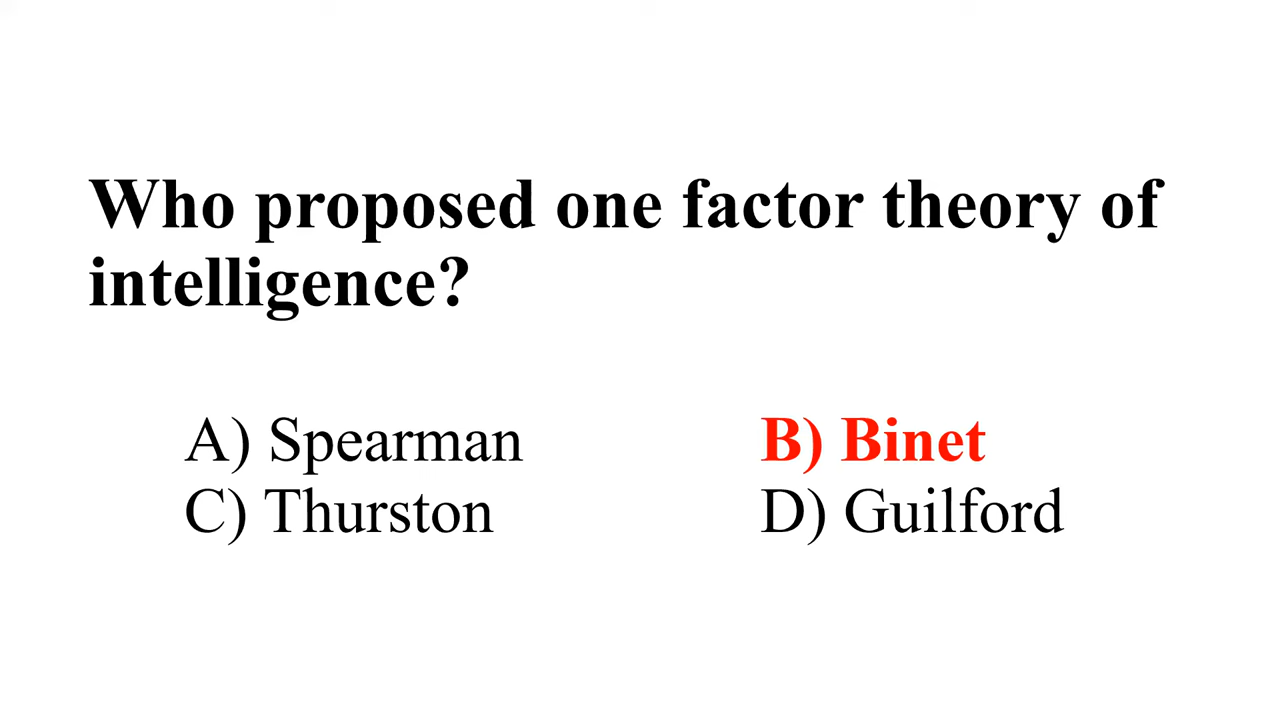 Who proposed one factor theory of
intelligence?
A) Spearman B) Binet
C) Thurston D) Guilford